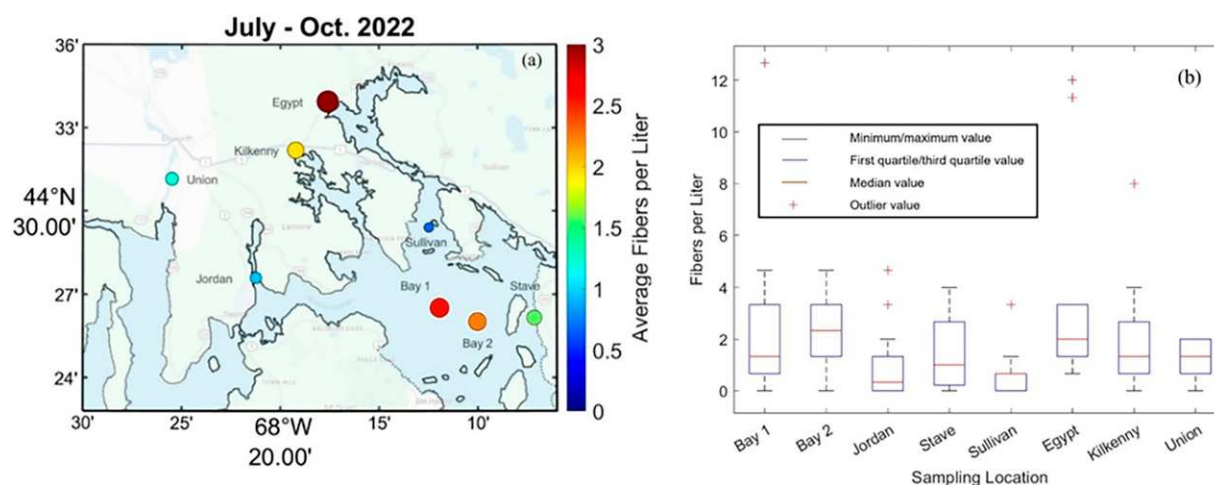 July - Oct. 2022
(a)
36'
33'
44°N
30.00'
27'
24'
30'
25'
68°W
20.00'
15'
10'
Egypt
Kilkenny
Union
Sullivan
Jordan
Bay 1
Stave
Bay 2
3
2.5
2
1.5
1
0.5
0
Average Fibers per Liter
(b)
12
10
8
6
4
2
0
Fibers per Liter
Minimum/maximum value
First quartile/third quartile value
Median value
+ Outlier value
Bay 1
Bay 2
Jordan
Stave
Sullivan
Egypt
Kilkenny
Union
Sampling Location